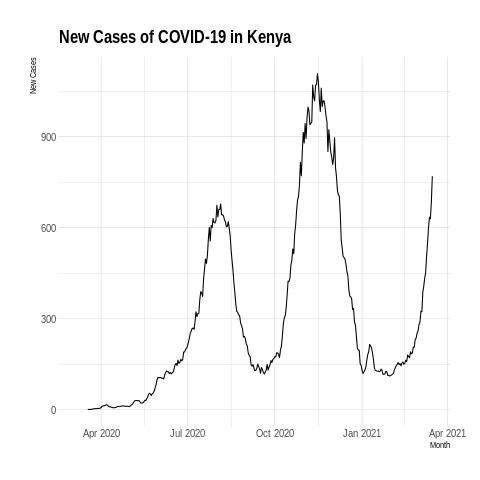 New Cases of COVID-19 in Kenya
New Cases
900
600
300
0
Apr 2020 Jul 2020 Oct 2020 Jan 2021 Apr 2021
Month